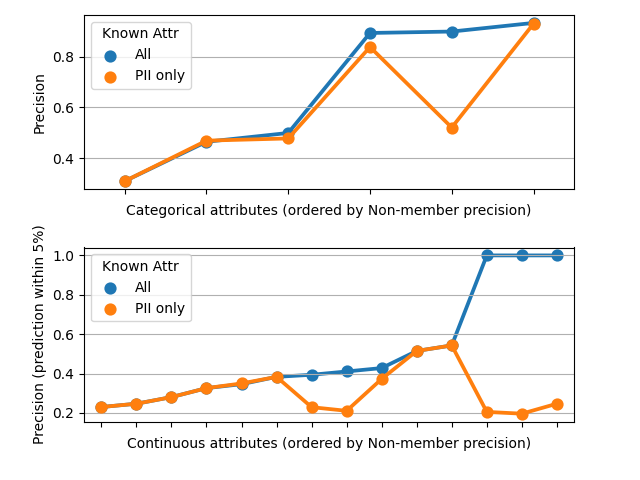 Known Attr
All
PII only
0.8
0.6
0.4
Precision
Categorical attributes (ordered by Non-member precision)
Known Attr
All
PII only
1.0
0.8
0.6
0.4
0.2
Precision (prediction within 5%)
Continuous attributes (ordered by Non-member precision)